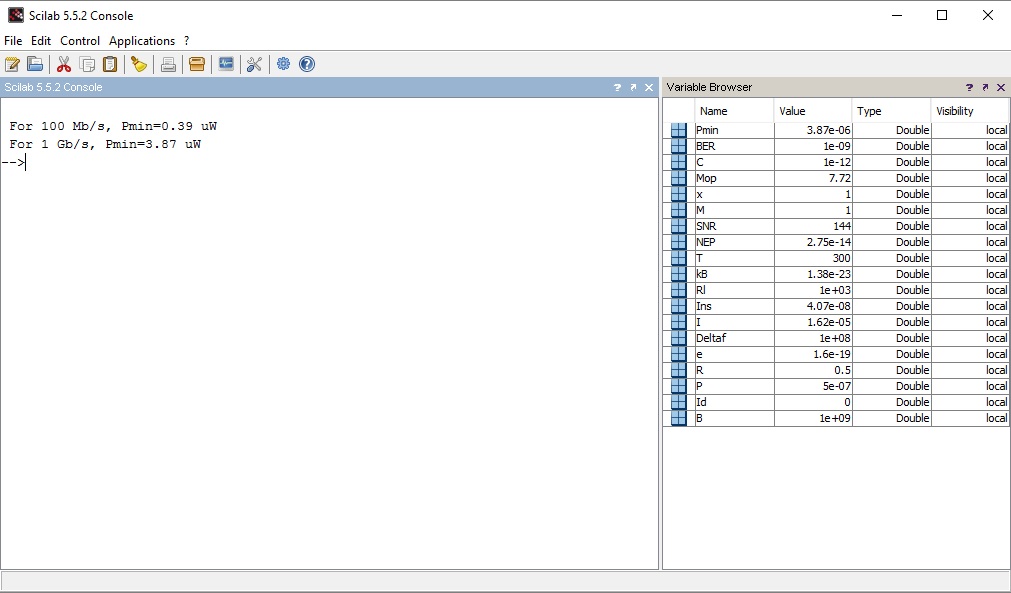 Scilab 5.5.2 Console
File Edit Control Applications ?
Scilab 5.5.2 Console ? Variable Browser ?
For 100 Mb/s, Pmin=0.39 uW
For 1 Gb/s, Pmin=3.87 uW
-->
Name Value Type Visibility
Pmin 3.87e-06 Double local
BER 1e-09 Double local
C 1e-12 Double local
Mop 7.72 Double local
x 1 Double local
M 1 Double local
SNR 144 Double local
NEP 2.75e-14 Double local
T 300 Double local
kB 1.38e-23 Double local
Rl 1e+03 Double local
Ins 4.07e-08 Double local
I 1.62e-05 Double local
Deltaf 1e+08 Double local
e 1.6e-19 Double local
R 0.5 Double local
P 5e-07 Double local
Id 0 Double local
B 1e+09 Double local